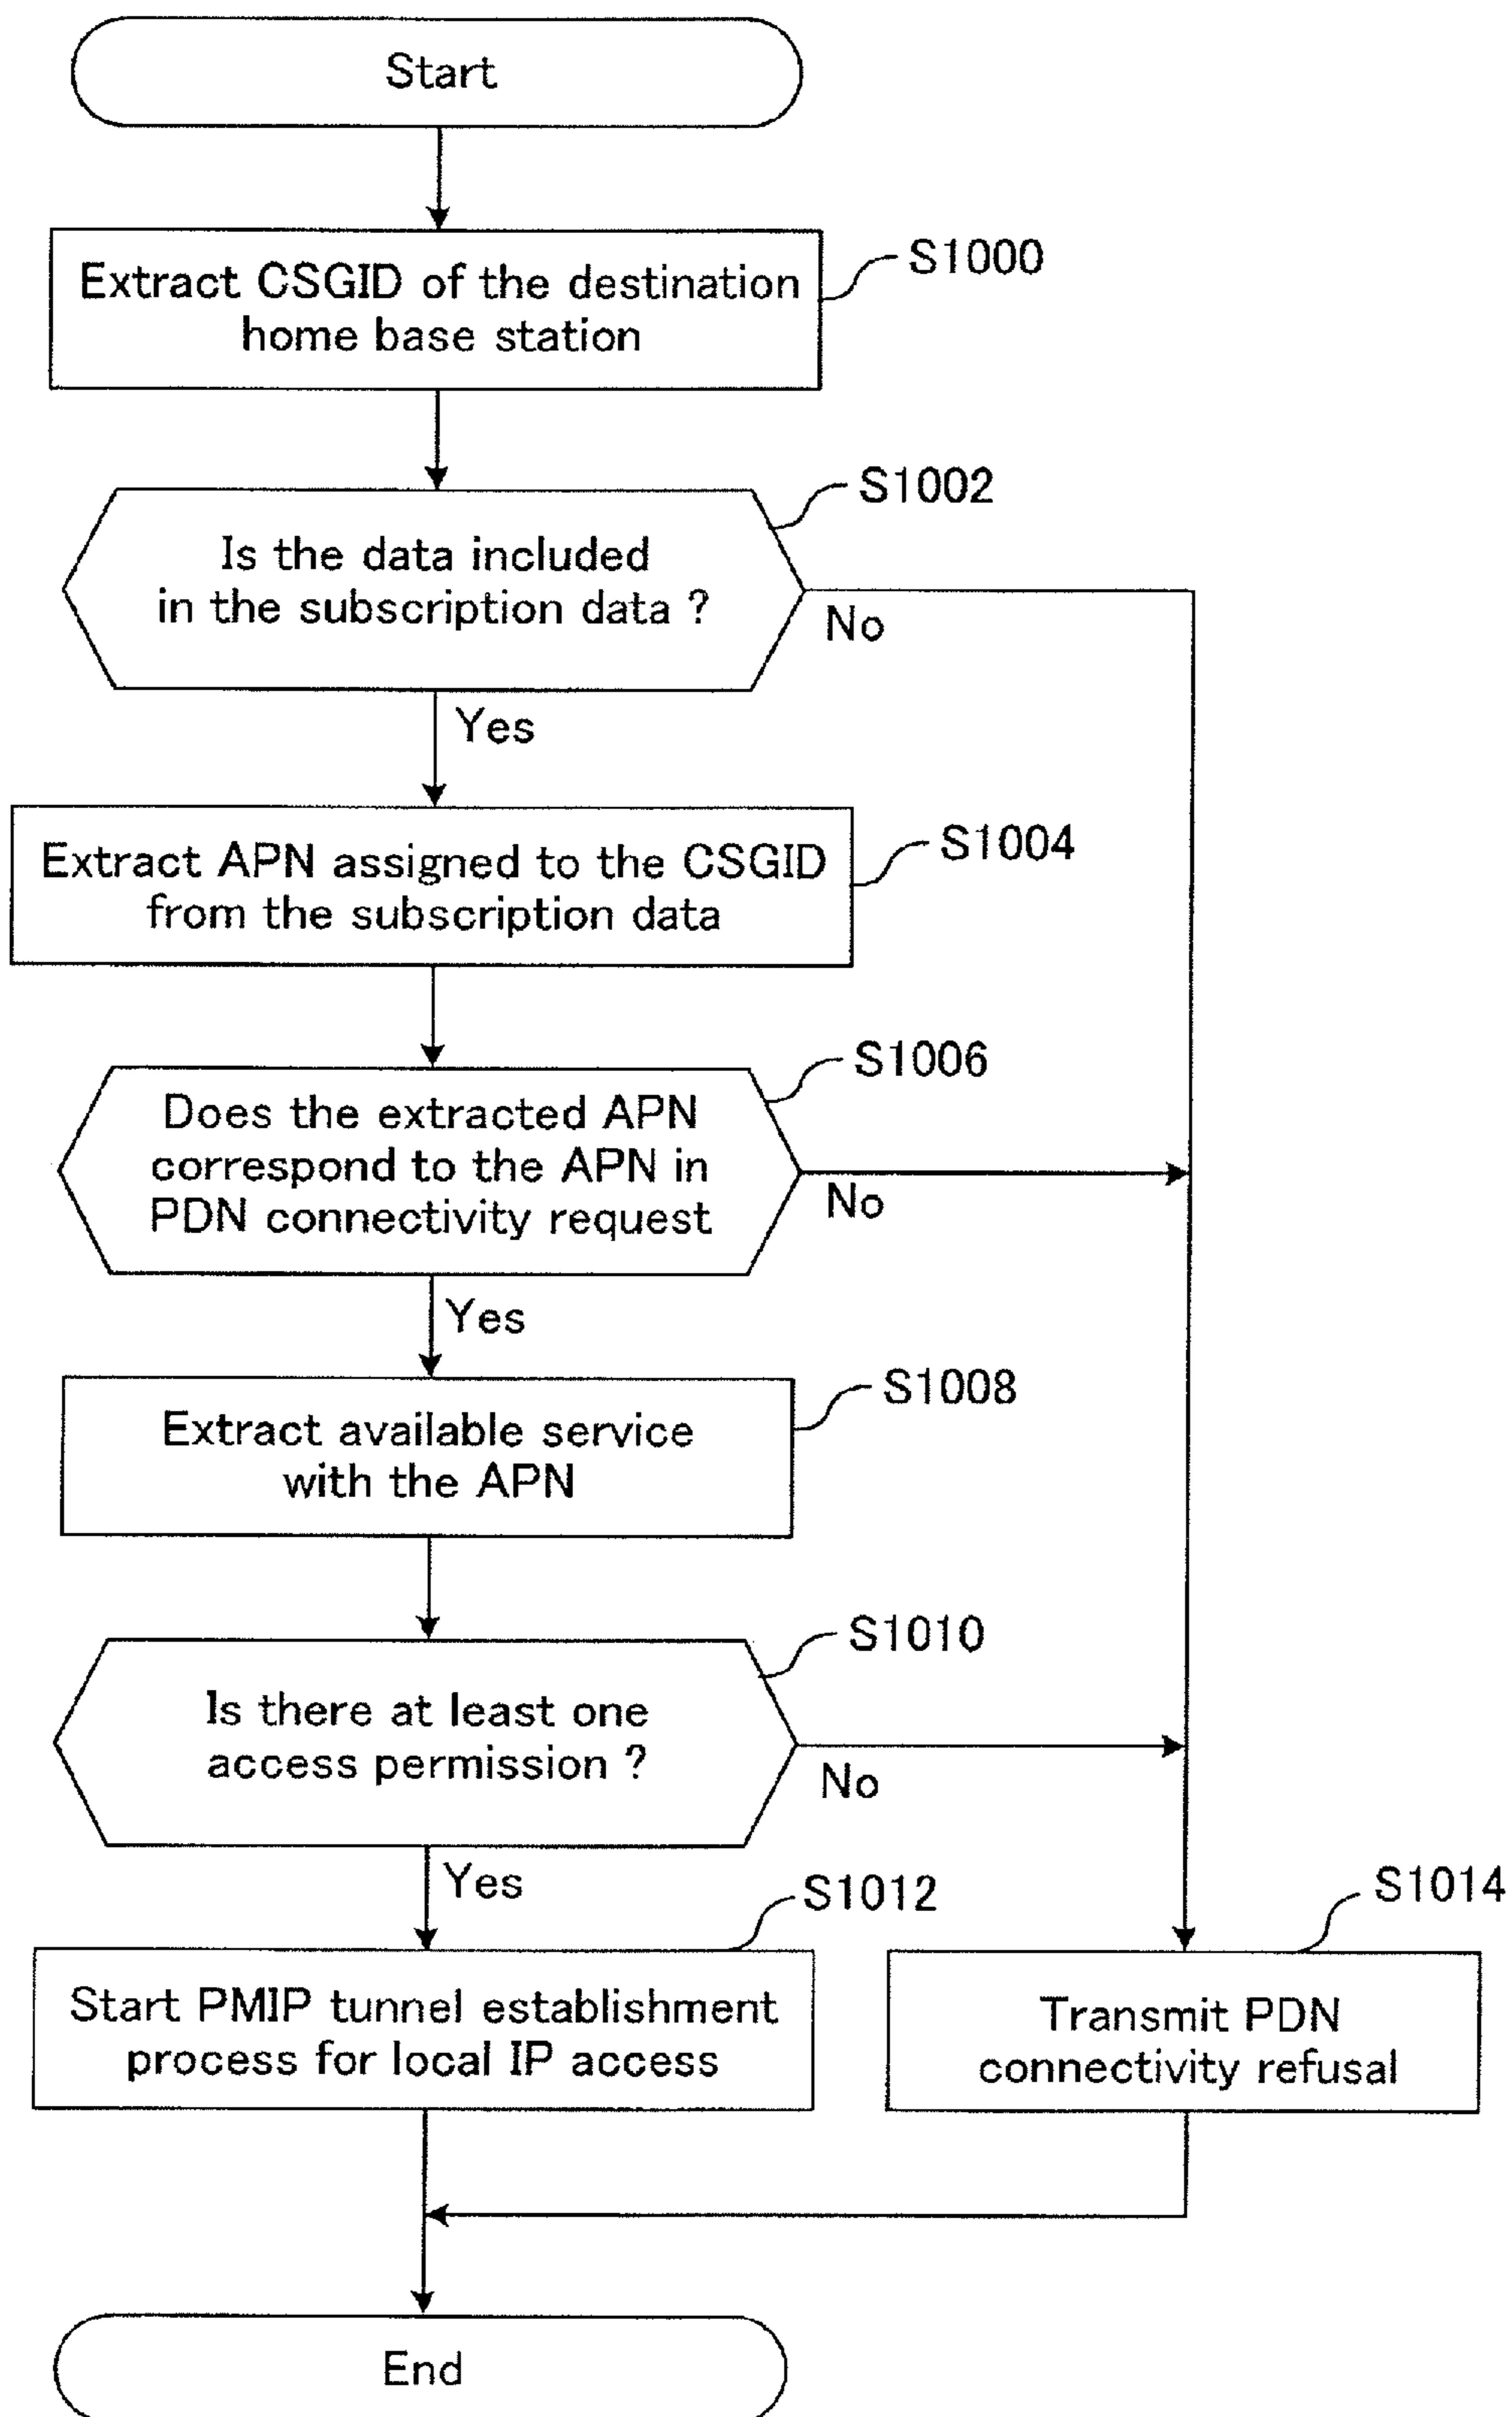 Start
Extract CSGID of the destination
home base station
S1000
Is the data included
in the subscription data ?
S1002
No
Yes
Extract APN assigned to the CSGID
from the subscription data
S1004
Does the extracted APN
correspond to the APN in
PDN connectivity request
S1006
No
Yes
Extract available service
with the APN
S1008
Is there at least one
access permission ?
S1010
No
Yes
Start PMIP tunnel establishment
process for local IP access
S1012
Transmit PDN
connectivity refusal
S1014
End